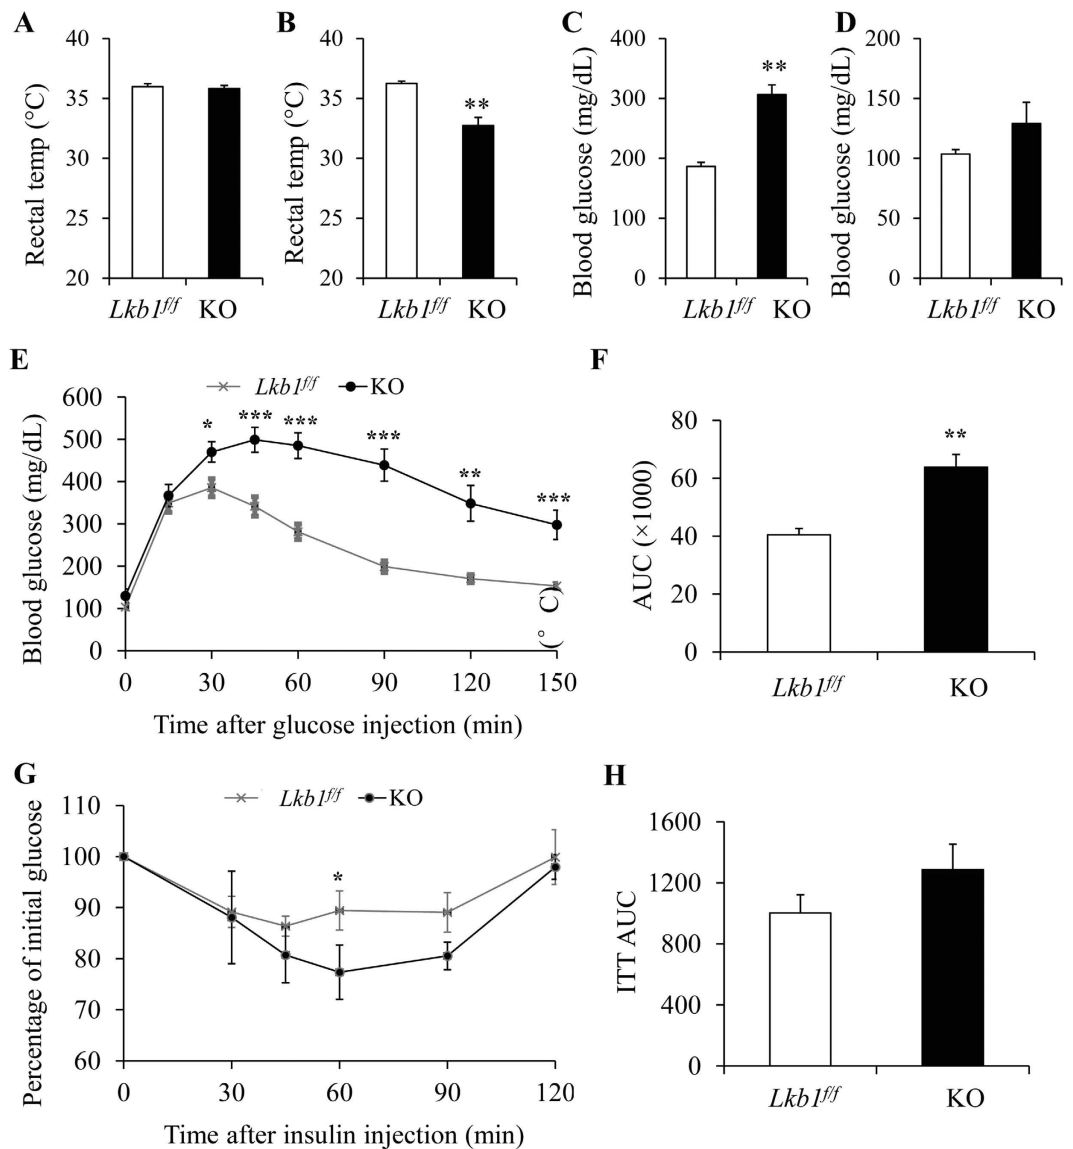 A
Rectal temp (°C)
40
35
30
25
20
Lkb1f/f KO
B
Rectal temp (°C)
40
35
30
25
20
**
Lkb1f/f KO
C
Blood glucose (mg/dL)
400
300
200
100
0
**
Lkb1f/f KO
D
Blood glucose (mg/dL)
200
150
100
50
0
Lkb1f/f KO
E
Lkb1f/f KO
Blood glucose (mg/dL)
600
500
400
300
200
100
0
* *** *** *** ** ***
(° C)
0 30 60 90 120 150
Time after glucose injection (min)
F
AUC (×1000)
80
60
40
20
0
**
Lkb1f/f KO
G
Lkb1f/f KO
Percentage of initial glucose
110
100
90
80
70
60
*
0 30 60 90 120
Time after insulin injection (min)
H
ITT AUC
1600
1200
800
400
0
Lkb1f/f KO